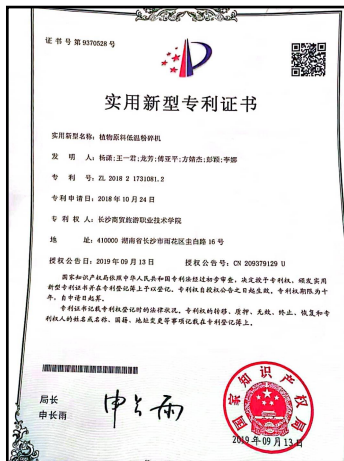 证书号第9370528号
实用新型专利证书
实用新型名称：植物原料低温粉碎机
发 明 人：杨涵;王一君;龙芳;傅亚平;方婧杰;彭颖;李娜
专 利 号：ZL 2018 2 1731081.2
专利申请日：2018年10月24日
专 利 权 人：长沙商贸旅游职业技术学院
地 址：410000 湖南省长沙市雨花区圭白路16号
授权公告日：2019年09月13日 授权公告号：CN 209379129 U
国家知识产权局依照中华人民共和国专利法经过初步审查，决定授予专利权，颁发实用
新型专利证书并在专利登记簿上予以登记。专利权自授权公告之日起生效。专利权期限为十
年，自申请日起算。
专利证书记载专利权登记时的法律状况。专利权的转移、质押、无效、终止、恢复和专
利权人的姓名或名称、国籍、地址变更等事项记载在专利登记簿上。
局长
申长雨
申长雨
国家知识产权局
2019年09月13日